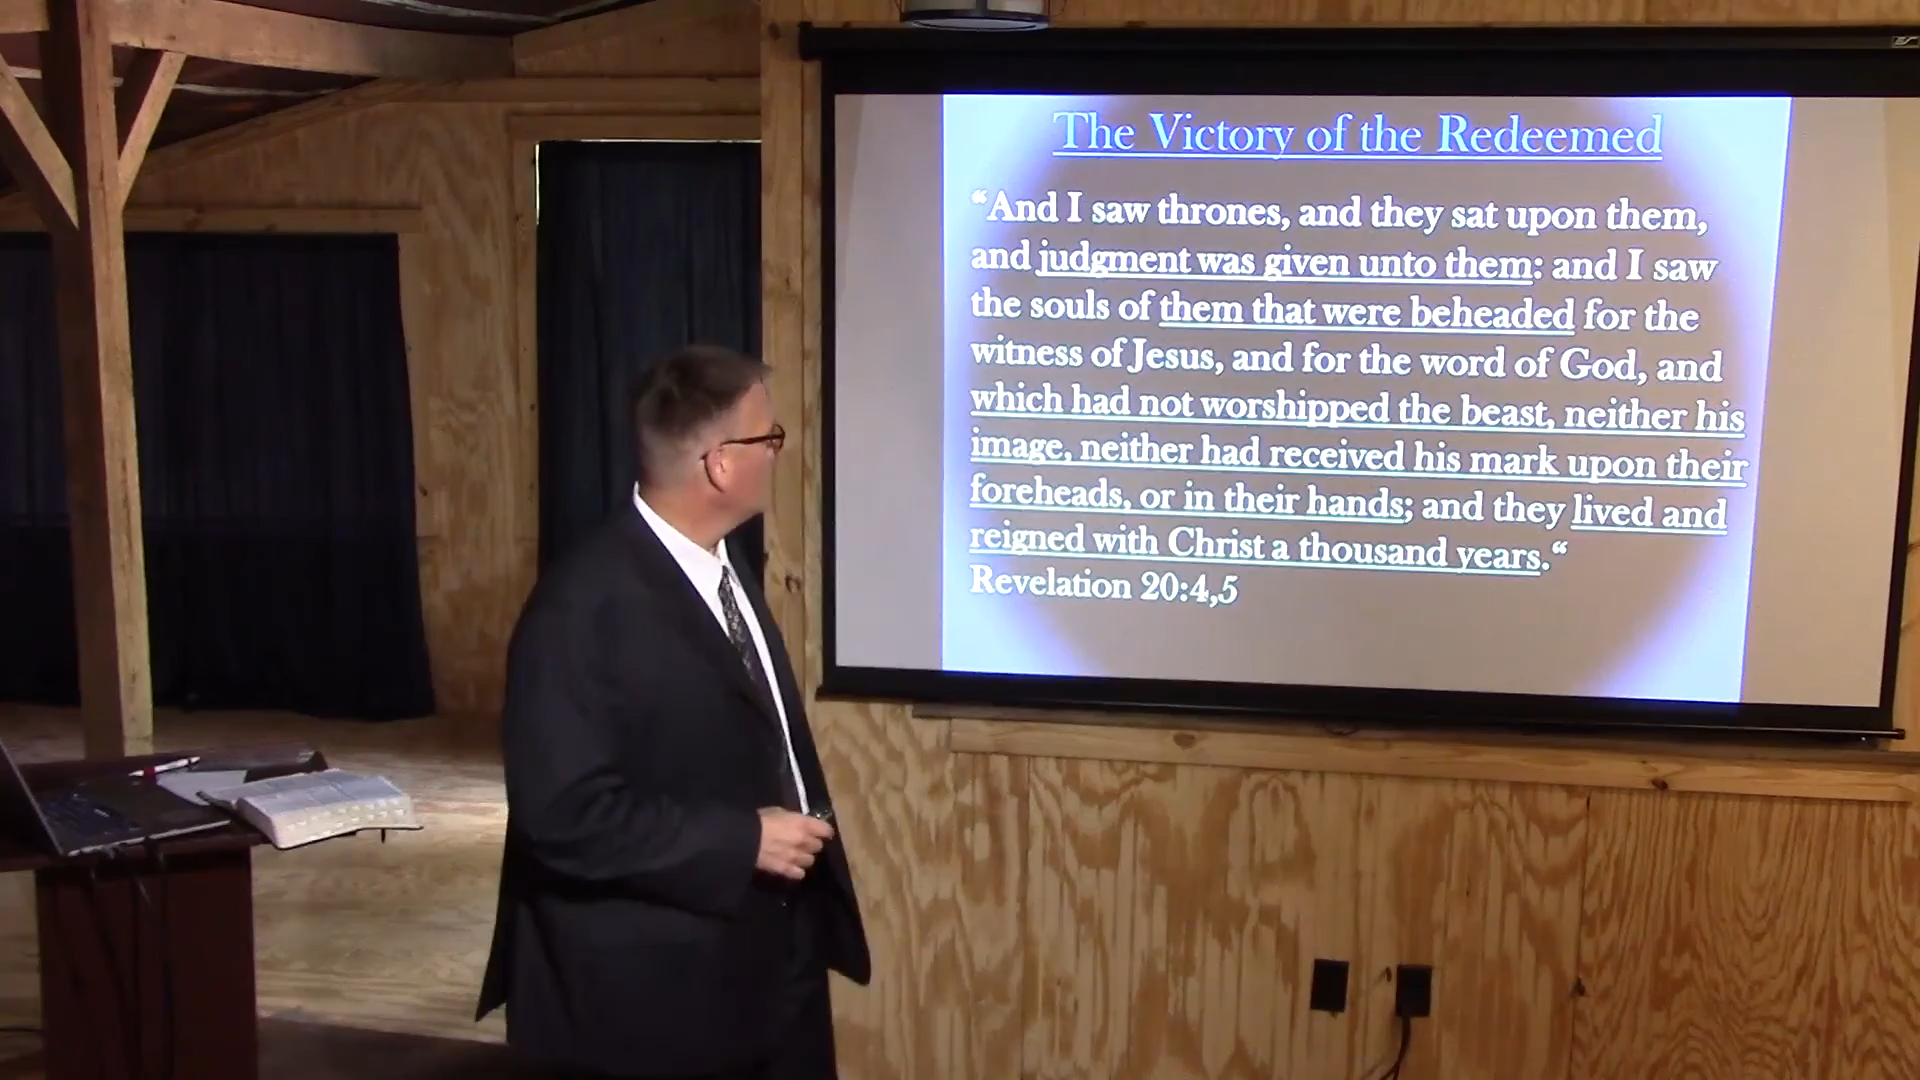 The Victory of the Redeemed
“And I saw thrones, and they sat upon them,
and judgment was given unto them: and I saw
the souls of them that were beheaded for the
witness of Jesus, and for the word of God, and
which had not worshipped the beast, neither his
image, neither had received his mark upon their
foreheads, or in their hands; and they lived and
reigned with Christ a thousand years.“
Revelation 20:4,5